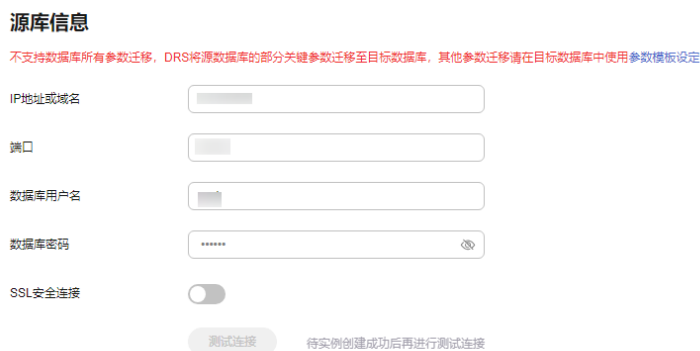 源库信息
不支持数据库所有参数迁移，DRS将源数据库的部分关键参数迁移至目标数据库，其他参数迁移请在目标数据库中使用参数模板设定
IP地址或域名
端口
数据库用户名
数据库密码 ••••••
SSL安全连接
测试连接 待实例创建成功后再进行测试连接